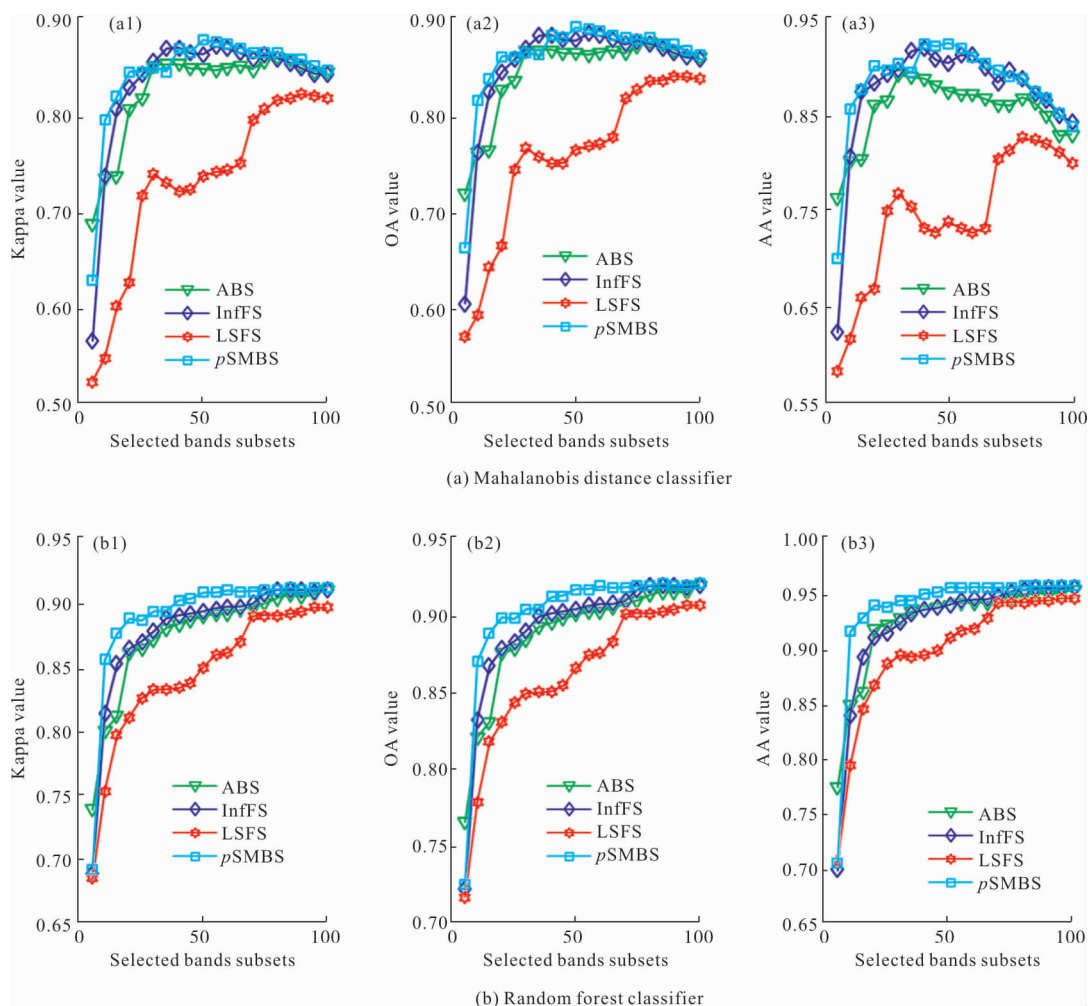 (a1)
0.90
0.80
0.70
0.60
0.50
Kappa value
ABS
InfFS
LSFS
pSMBS
0 50 100
Selected bands subsets
(a2)
0.90
0.80
0.70
0.60
0.50
OA value
ABS
InfFS
LSFS
pSMBS
0 50 100
Selected bands subsets
(a3)
0.95
0.85
0.75
0.65
0.55
AA value
ABS
InfFS
LSFS
pSMBS
0 50 100
Selected bands subsets
(a) Mahalanobis distance classifier
(b1)
0.95
0.90
0.85
0.80
0.75
0.70
0.65
Kappa value
ABS
InfFS
LSFS
pSMBS
0 50 100
Selected bands subsets
(b2)
0.95
0.90
0.85
0.80
0.75
0.70
OA value
ABS
InfFS
LSFS
pSMBS
0 50 100
Selected bands subsets
(b3)
1.00
0.95
0.90
0.85
0.80
0.75
0.70
0.65
AA value
ABS
InfFS
LSFS
pSMBS
0 50 100
Selected bands subsets
(b) Random forest classifier